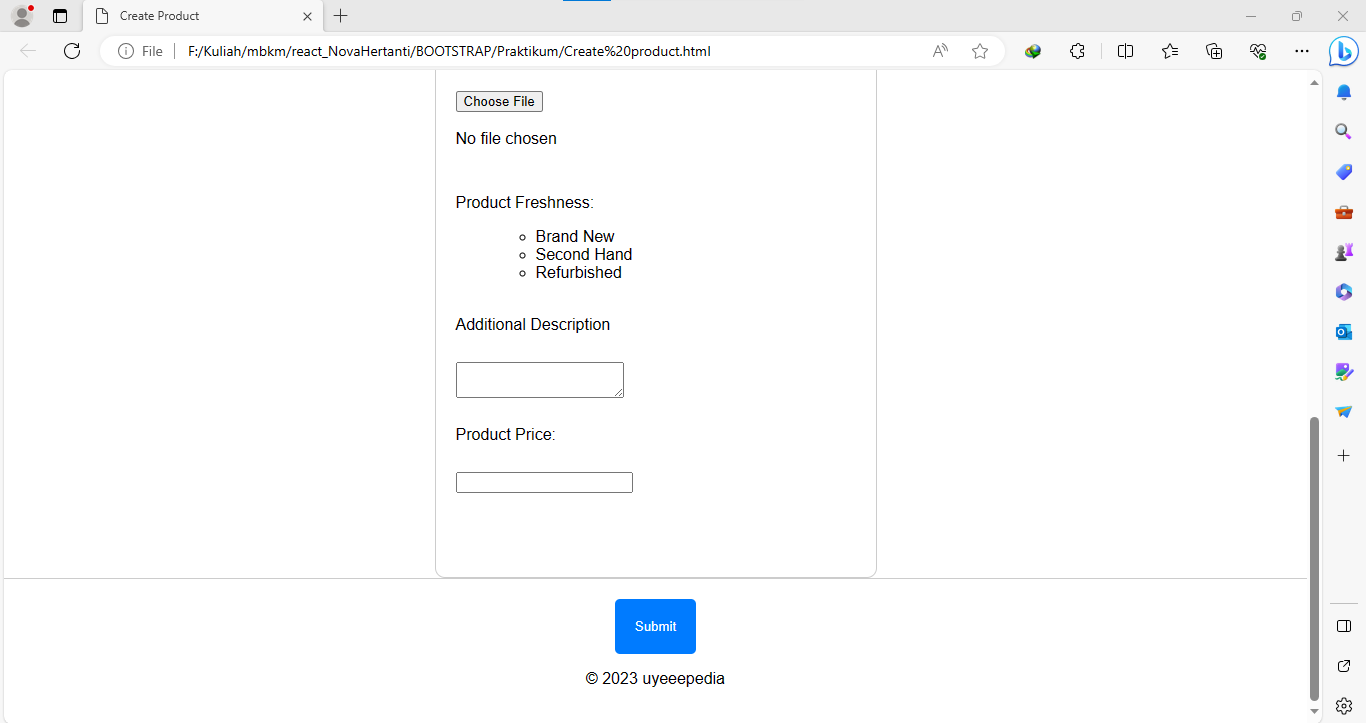 Create Product
File
F:/Kuliah/mbkm/react_NovaHertanti/BOOTSTRAP/Praktikum/Create%20product.html
Choose File
No file chosen
Product Freshness:
Brand New
Second Hand
Refurbished
Additional Description
Product Price:
Submit
© 2023 uyeeepedia